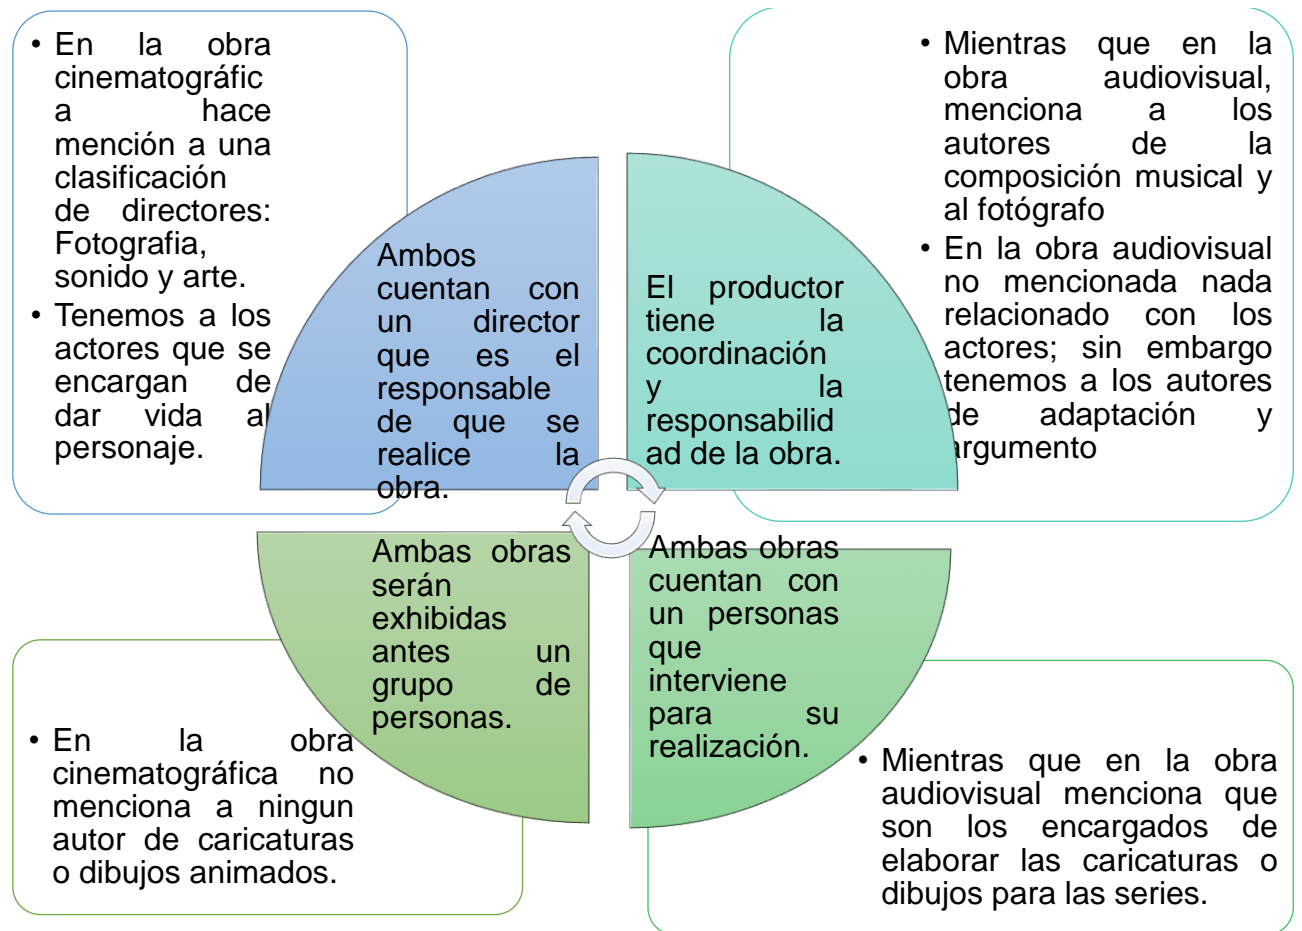 • En la obra
cinematográfic
a hace
mención a una
clasificación
de directores:
Fotografia,
sonido y arte.
• Tenemos a los
actores que se
encargan de
dar vida al
personaje.
• Mientras que en la
obra audiovisual,
menciona a los
autores de la
composición musical y
al fotógrafo
• En la obra audiovisual
no mencionada nada
relacionado con los
actores; sin embargo
tenemos a los autores
de adaptación y
argumento
Ambos
cuentan con
un director
que es el
responsable
de que se
realice la
obra.
El productor
tiene la
coordinación
y la
responsabilid
ad de la obra.
Ambas obras
serán
exhibidas
antes un
grupo de
personas.
Ambas obras
cuentan con
un personas
que
interviene
para su
realización.
• En la obra
cinematográfica no
menciona a ningun
autor de caricaturas
o dibujos animados.
• Mientras que en la obra
audiovisual menciona que
son los encargados de
elaborar las caricaturas o
dibujos para las series.